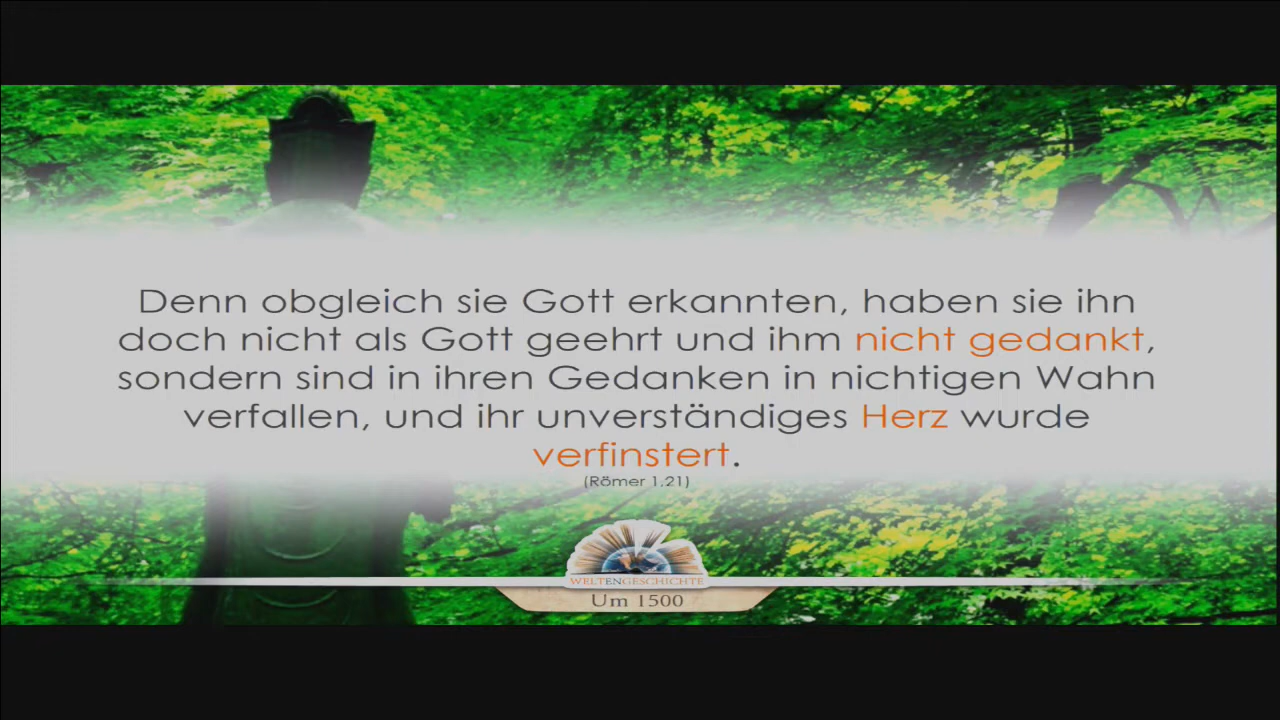 Denn obgleich sie Gott erkannten, haben sie ihn
doch nicht als Gott geehrt und ihm nicht gedankt,
sondern sind in ihren Gedanken in nichtigen Wahn
verfallen, und ihr unverständiges Herz wurde
verfinstert.
(Römer 1,21)
WELTENGESCHICHTE
Um 1500